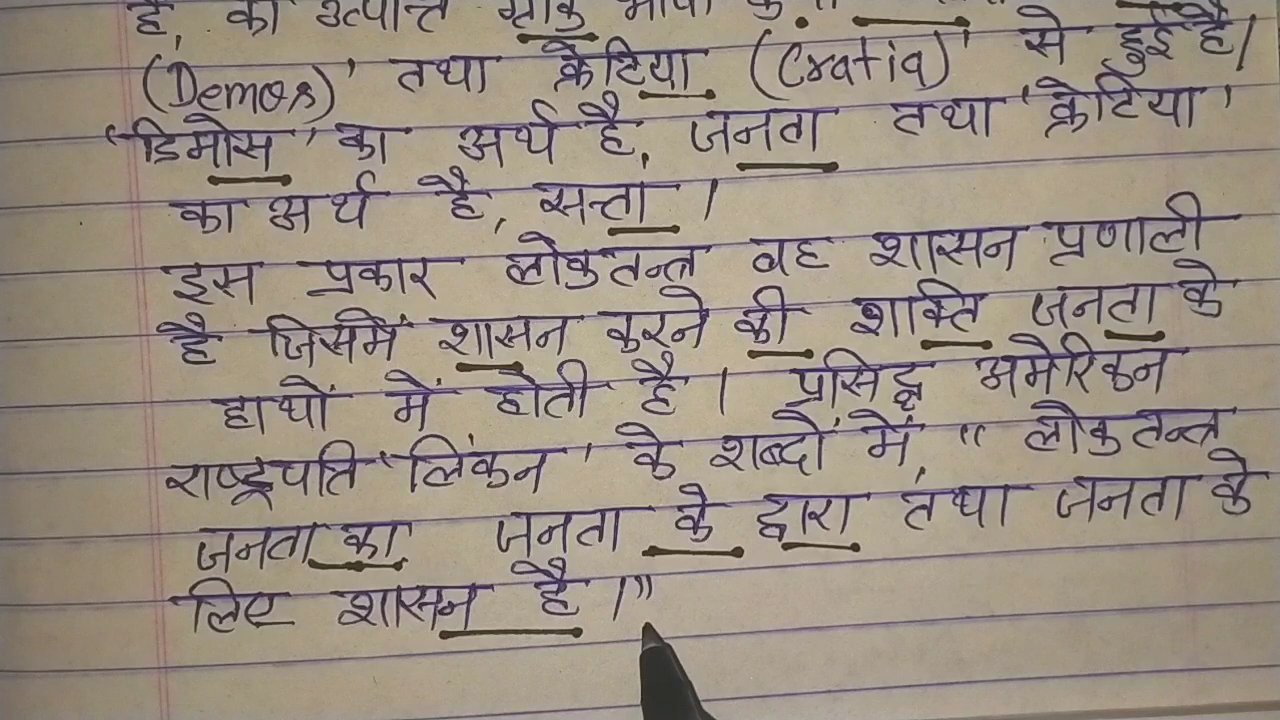 है, की उत्पत्ति ग्रीक भाषा के
(Demos)' तथा क्रेटिया (Cratia)' से हुई है।
'डिमोस' का अर्थ है, जनता तथा 'क्रेटिया'
का अर्थ है, सत्ता।
इस प्रकार लोकतन्त्र वह शासन प्रणाली
है जिसमें शासन करने की शक्ति जनता के
हाथों में होती है। प्रसिद्ध अमेरिकन
राष्ट्रपति 'लिंकन' के शब्दों में, "लोकतन्त्र
जनता का, जनता के द्वारा तथा जनता के
लिए शासन है।"